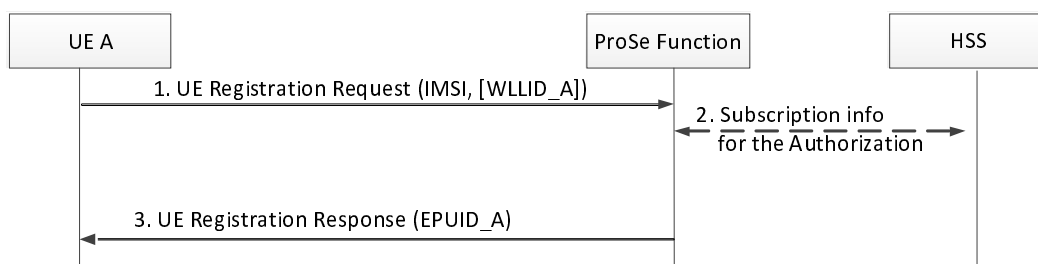 UE A
ProSe Function
HSS
1. UE Registration Request (IMSI, [WLLID_A])
2. Subscription info
for the Authorization
3. UE Registration Response (EPUID_A)